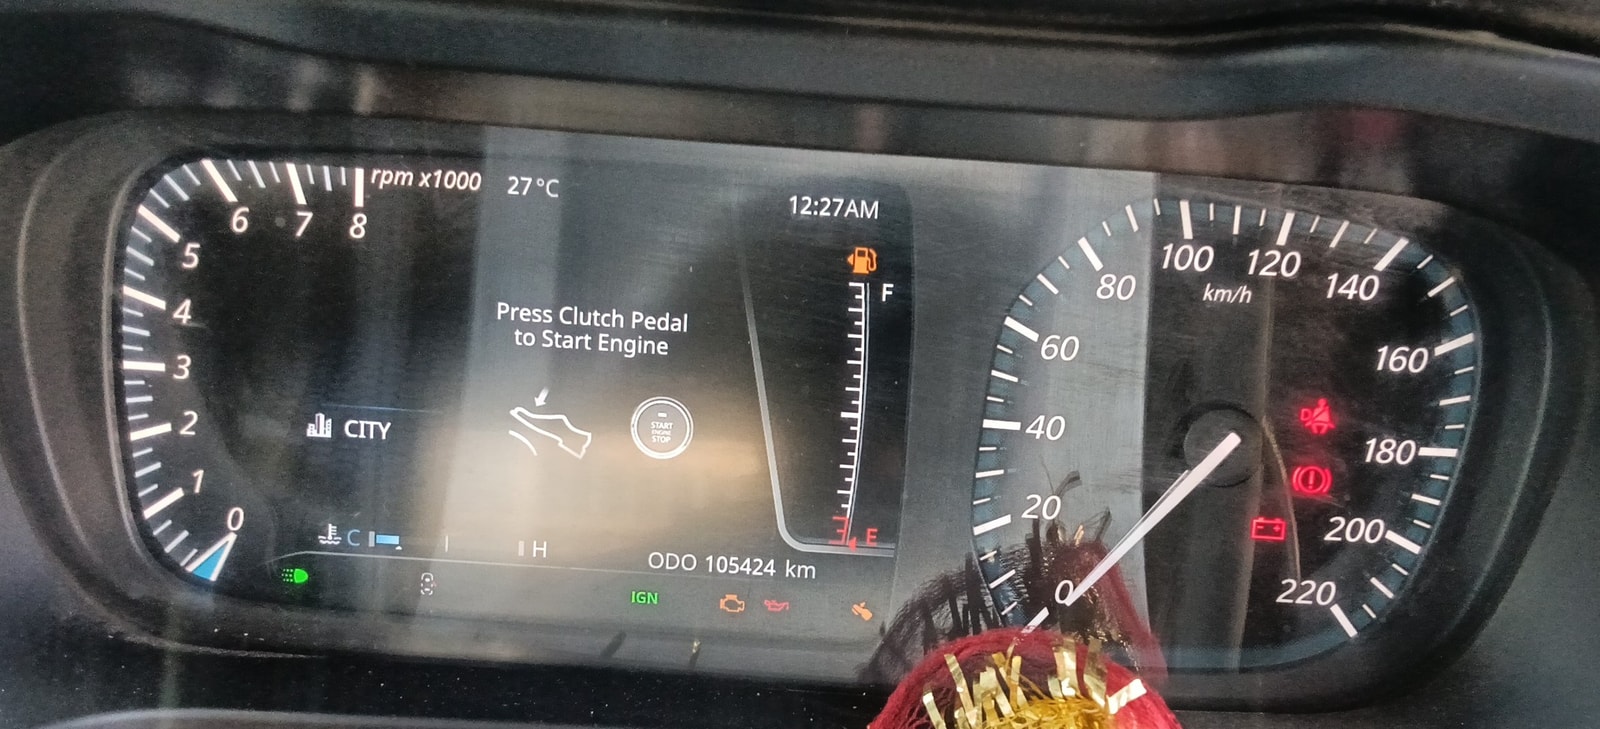 rpm x1000
27°C
12:27AM
8
7
6
5
4
3
2
1
0
F
E
Press Clutch Pedal
to Start Engine
START
ENGINE
STOP
CITY
C
H
ODO 105424 km
IGN
0
20
40
60
80
100
120
140
160
180
200
220
km/h
D